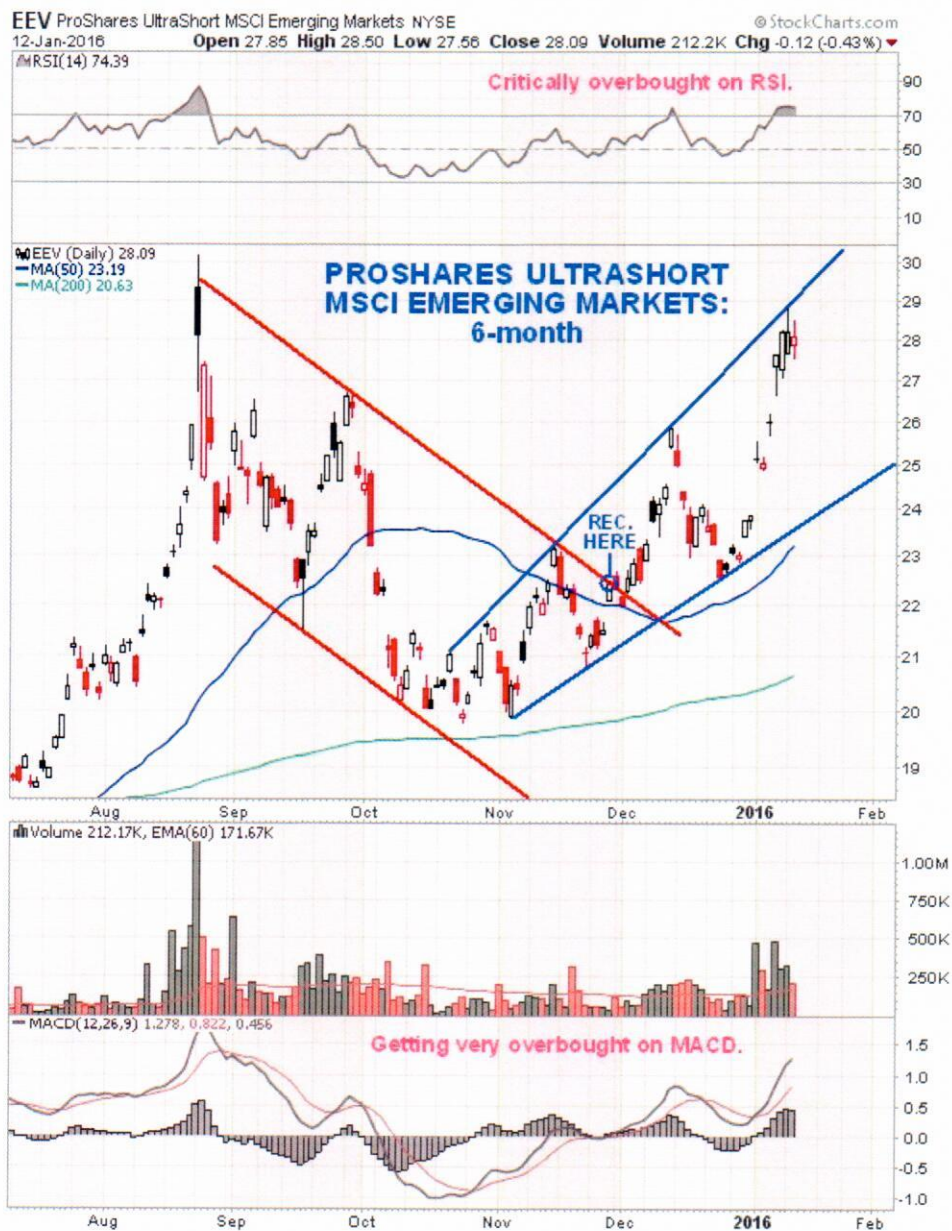 EEV ProShares UltraShort MSCI Emerging Markets NYSE
© StockCharts.com
12-Jan-2016
Open 27.85 High 28.50 Low 27.56 Close 28.09 Volume 212.2K Chg -0.12 (-0.43%)
RSI(14) 74.39
Critically overbought on RSI.
90
70
50
30
10
EEV (Daily) 28.09
MA(50) 23.19
MA(200) 20.63
PROSHARES ULTRASHORT
MSCI EMERGING MARKETS:
6-month
30
29
28
27
26
25
24
23
22
21
20
19
REC.
HERE
Aug Sep Oct Nov Dec 2016 Feb
Volume 212.17K, EMA(60) 171.67K
1.00M
750K
500K
250K
MACD(12,26,9) 1.278, 0.822, 0.456
Getting very overbought on MACD.
1.5
1.0
0.5
0.0
-0.5
-1.0
Aug Sep Oct Nov Dec 2016 Feb